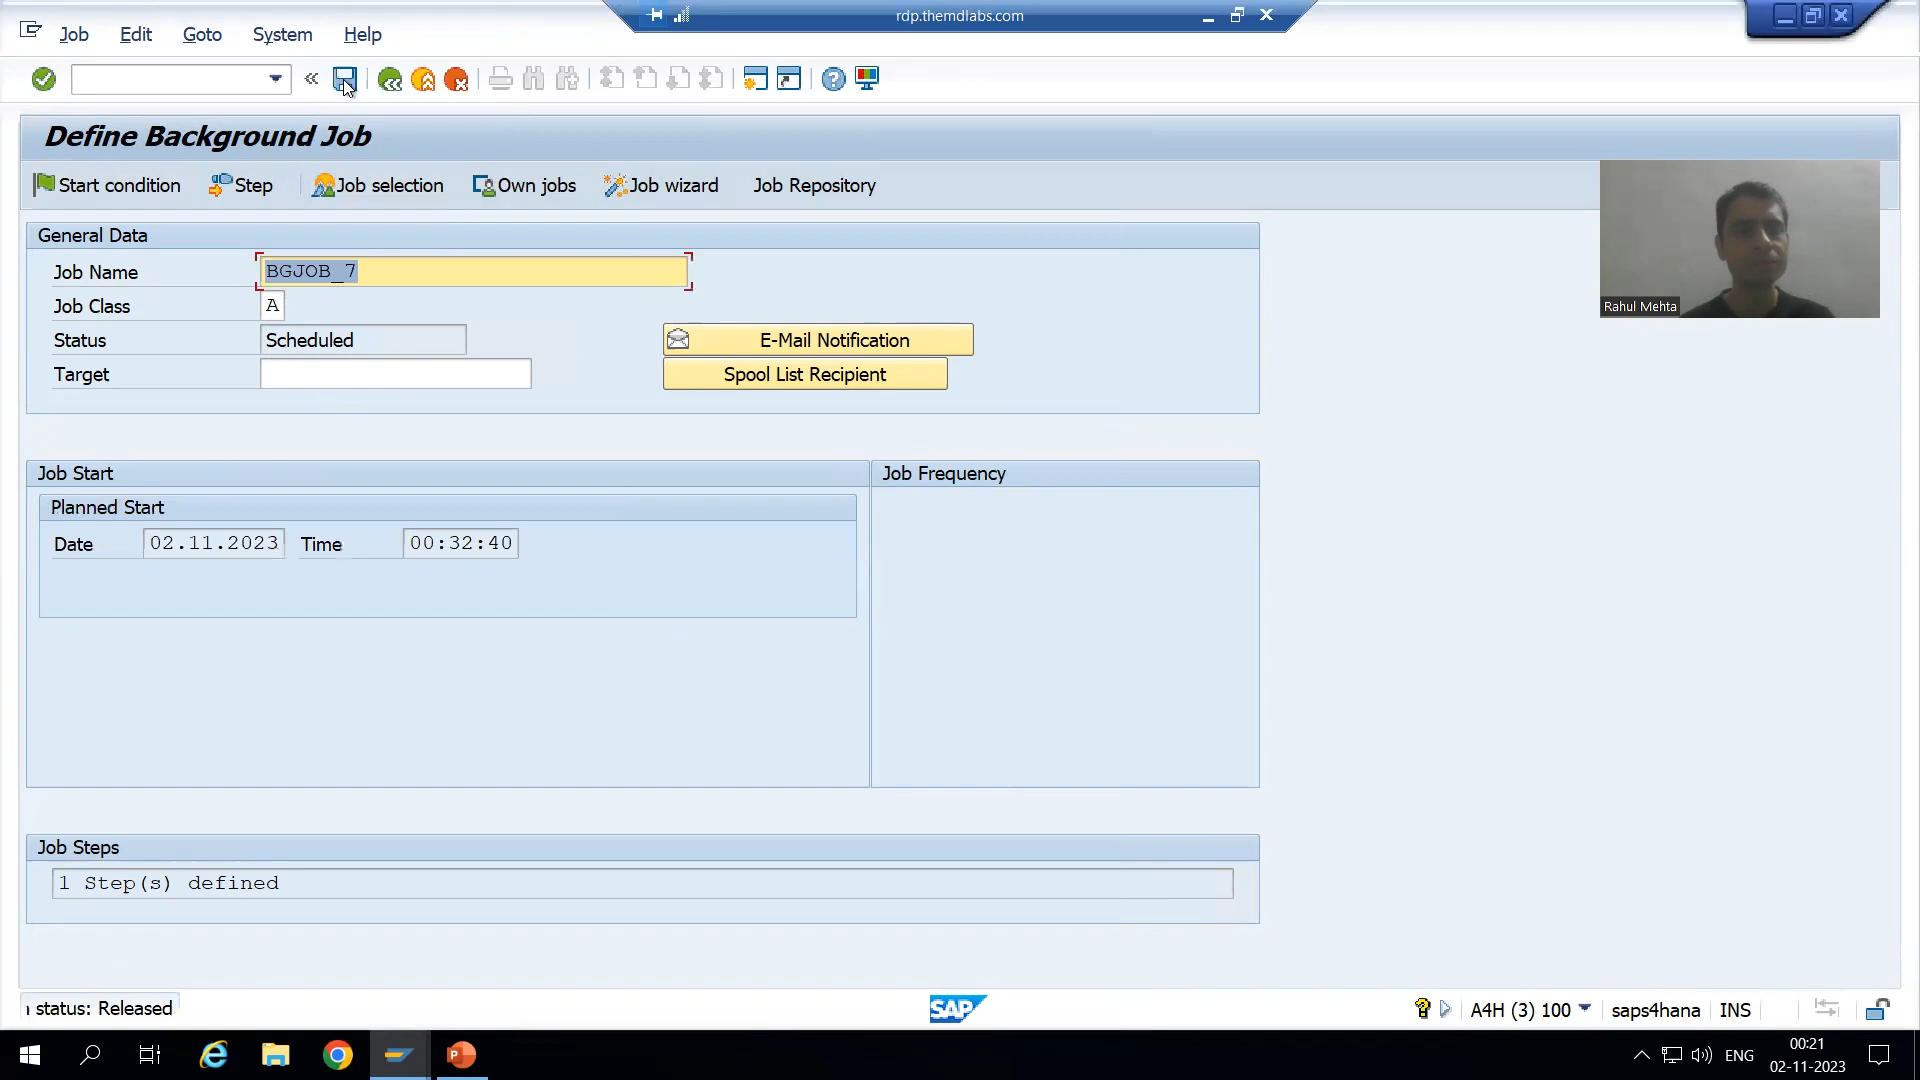 rdp.themdlabs.com
Job Edit Goto System Help
Define Background Job
Start condition Step Job selection Own jobs Job wizard Job Repository
General Data
Job Name BGJOB_7
Job Class A
Status Scheduled E-Mail Notification
Target Spool List Recipient
Rahul Mehta
Job Start Job Frequency
Planned Start
Date 02.11.2023 Time 00:32:40
Job Steps
1 Step(s) defined
status: Released SAP A4H (3) 100 saps4hana INS
ENG 00:21
02-11-2023